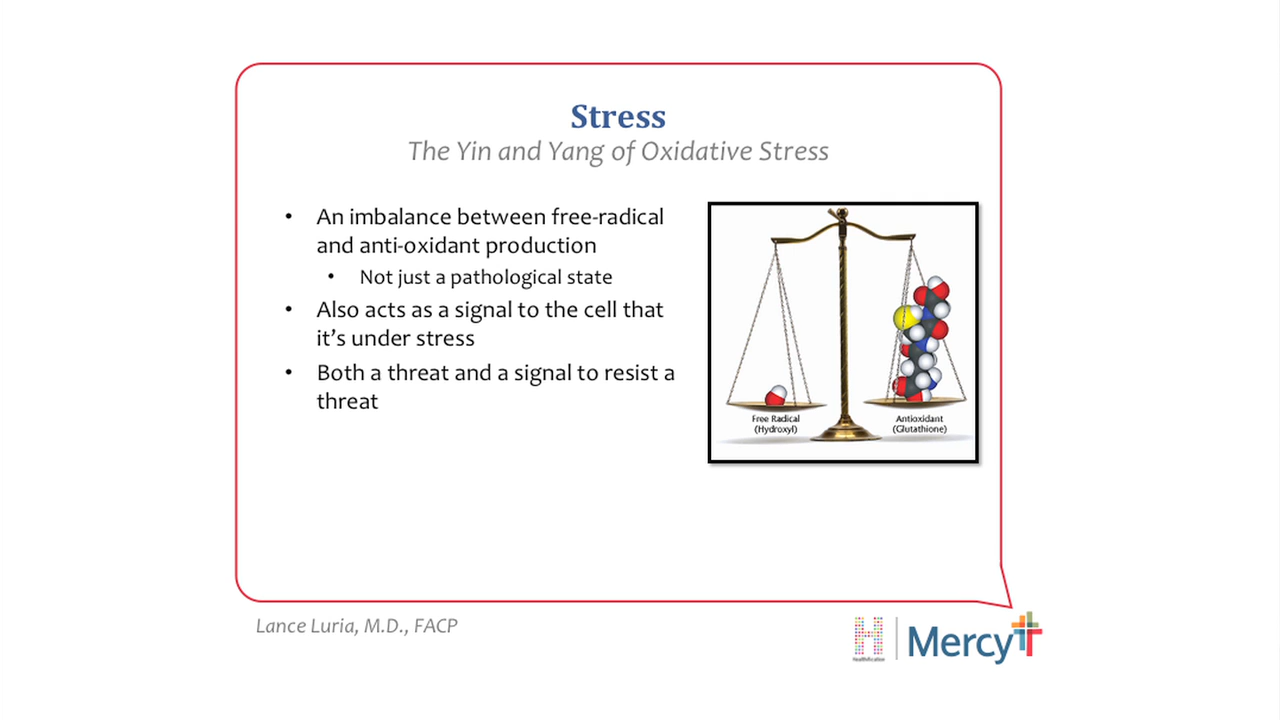 Stress
The Yin and Yang of Oxidative Stress
• An imbalance between free-radical
and anti-oxidant production
• Not just a pathological state
• Also acts as a signal to the cell that
it's under stress
• Both a threat and a signal to resist a
threat
Free Radical
(Hydroxyl)
Antioxidant
(Glutathione)
Lance Luria, M.D., FACP
H
Mercy